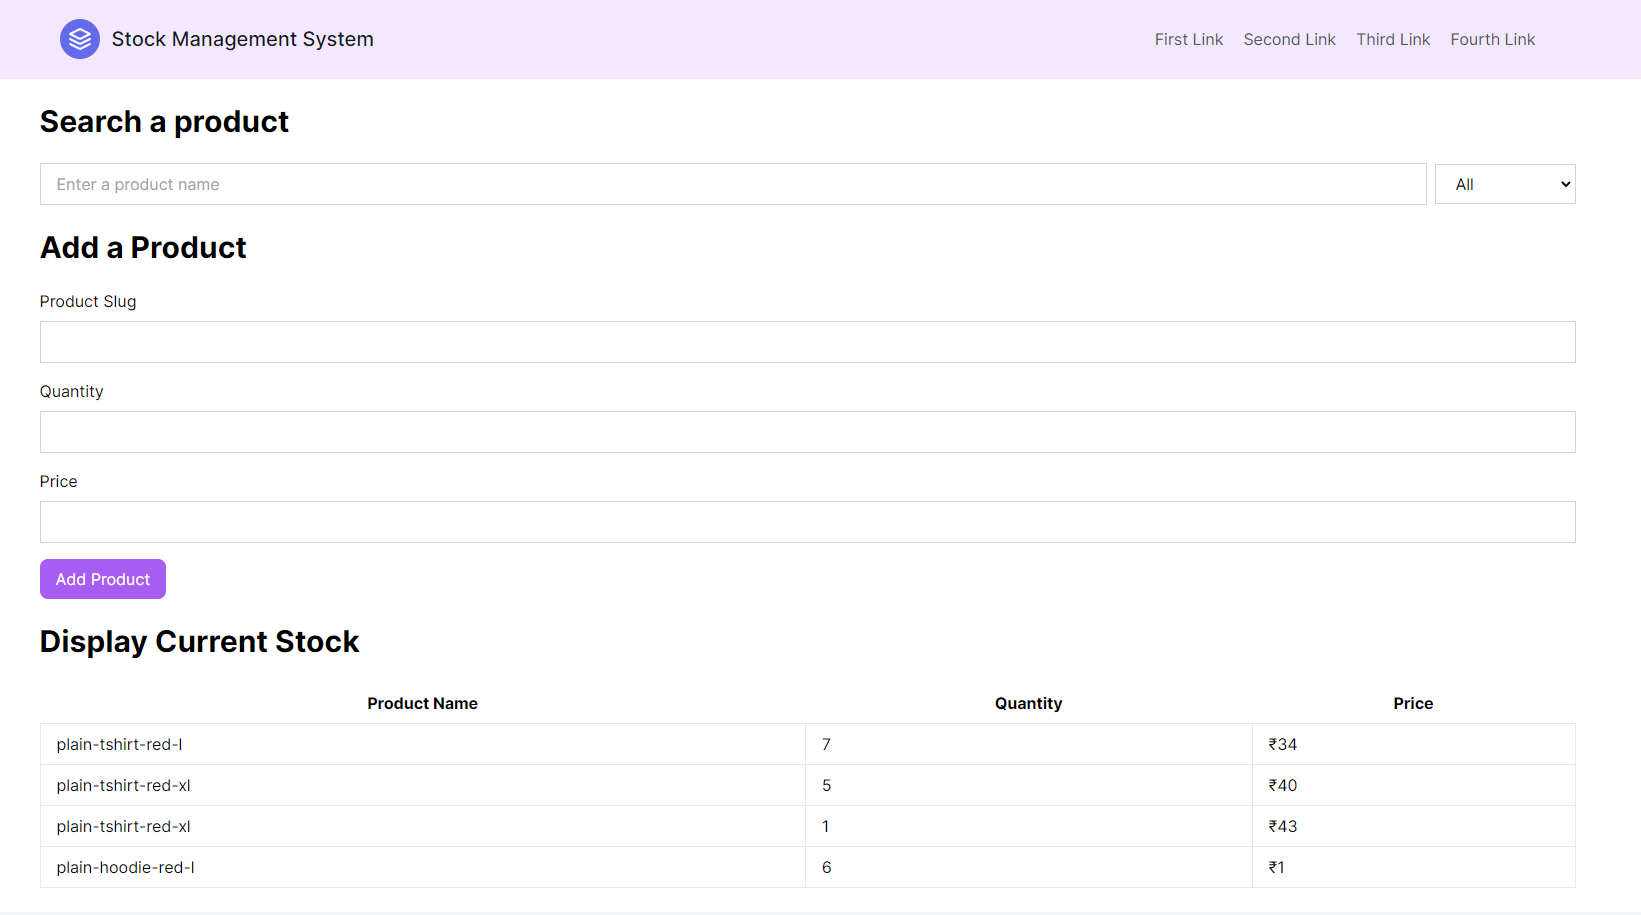 Stock Management System First Link Second Link Third Link Fourth Link
Search a product
Enter a product name All
Add a Product
Product Slug
Quantity
Price
Add Product
Display Current Stock
Product Name Quantity Price
plain-tshirt-red-l 7 ₹34
plain-tshirt-red-xl 5 ₹40
plain-tshirt-red-xl 1 ₹43
plain-hoodie-red-l 6 ₹1